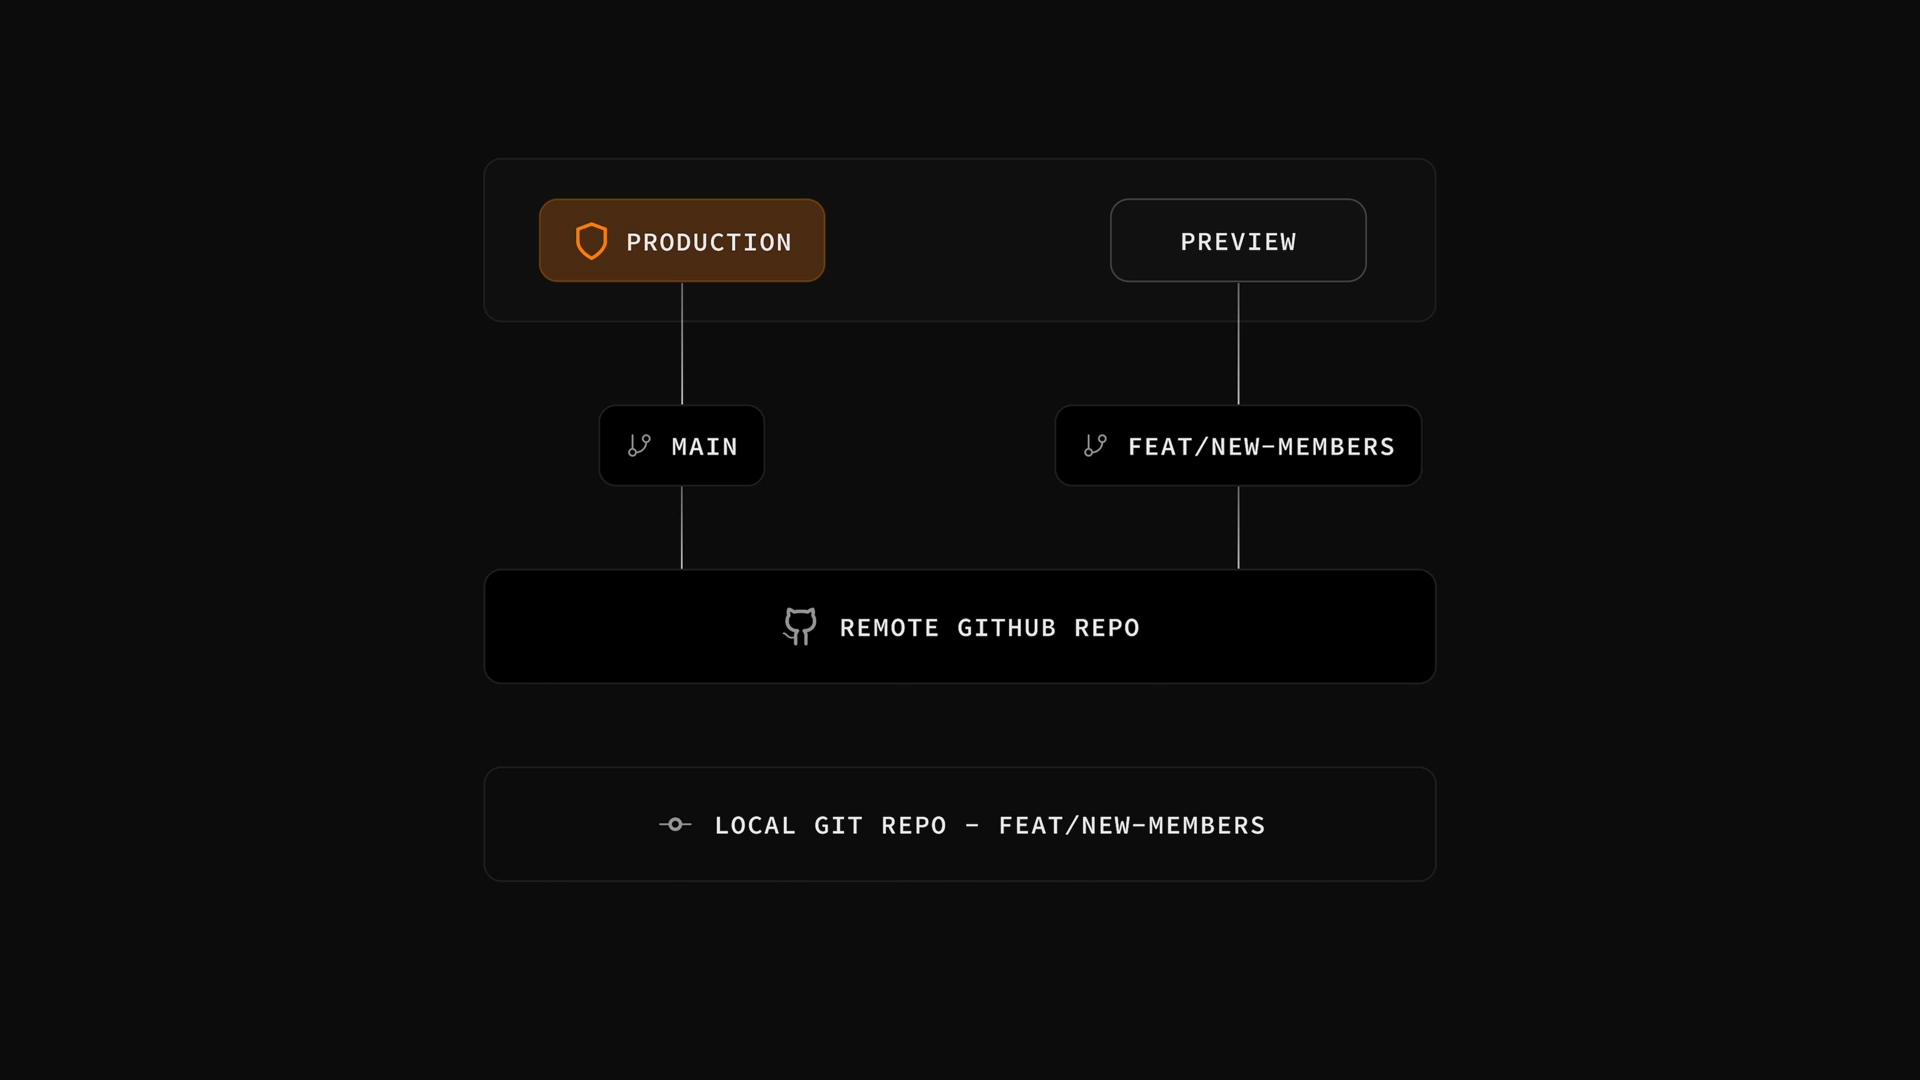 PRODUCTION
PREVIEW
MAIN
FEAT/NEW-MEMBERS
REMOTE GITHUB REPO
LOCAL GIT REPO - FEAT/NEW-MEMBERS